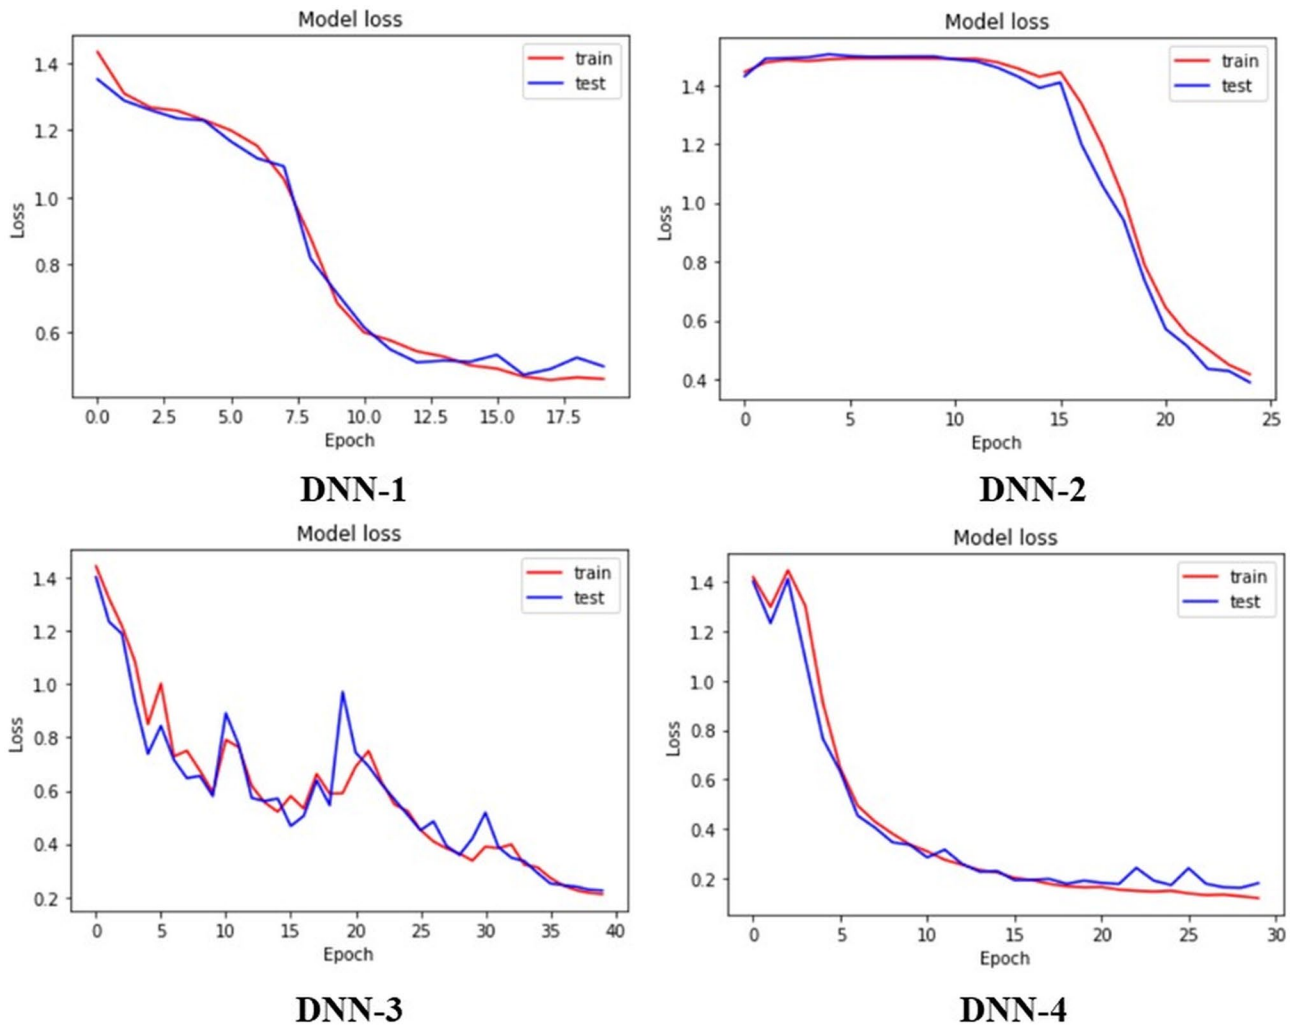 Model loss
train
test
1.4
1.2
1.0
0.8
0.6
Loss
0.0 2.5 5.0 7.5 10.0 12.5 15.0 17.5
Epoch
DNN-1
Model loss
train
test
1.4
1.2
1.0
0.8
0.6
0.4
Loss
0 5 10 15 20 25
Epoch
DNN-2
Model loss
train
test
1.4
1.2
1.0
0.8
0.6
0.4
0.2
Loss
0 5 10 15 20 25 30 35 40
Epoch
DNN-3
Model loss
train
test
1.4
1.2
1.0
0.8
0.6
0.4
0.2
Loss
0 5 10 15 20 25 30
Epoch
DNN-4